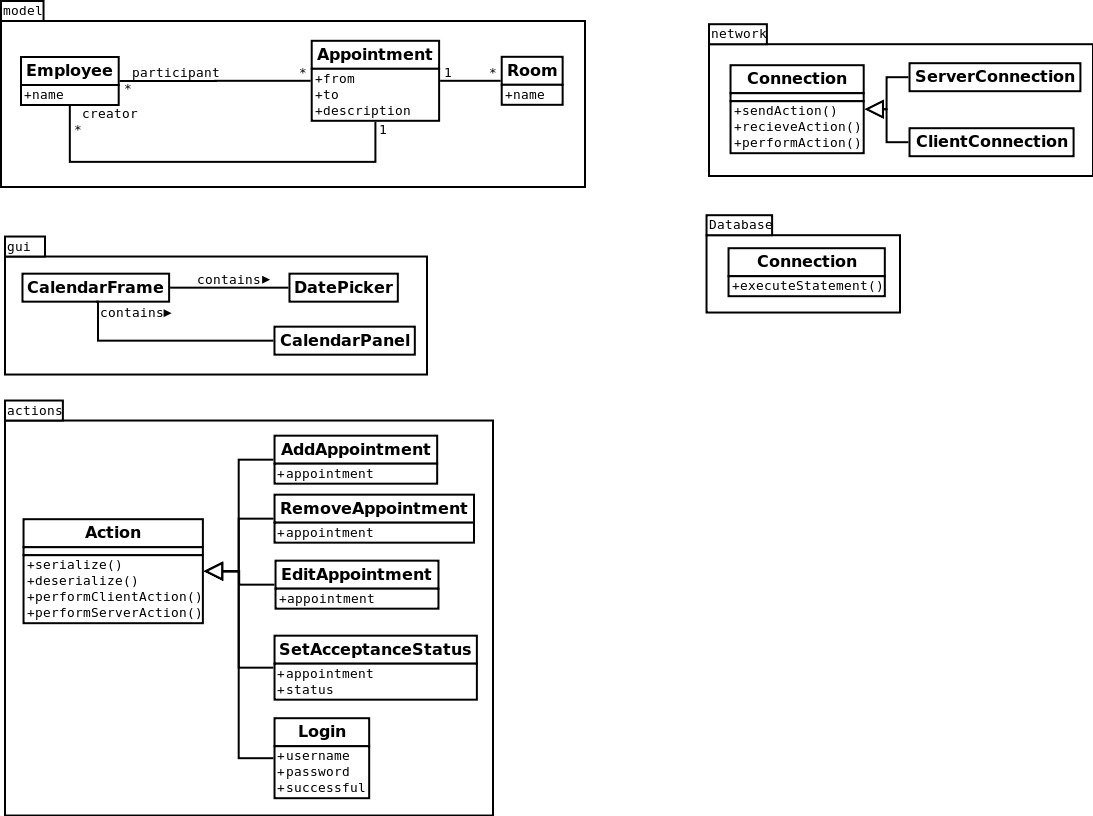 model
Employee
+name
participant
*
*
creator
*
Appointment
+from
+to
+description
1
1
*
Room
+name
network
Connection
+sendAction()
+recieveAction()
+performAction()
ServerConnection
ClientConnection
gui
CalendarFrame
contains▶
DatePicker
contains▶
CalendarPanel
Database
Connection
+executeStatement()
actions
Action
+serialize()
+deserialize()
+performClientAction()
+performServerAction()
AddAppointment
+appointment
RemoveAppointment
+appointment
EditAppointment
+appointment
SetAcceptanceStatus
+appointment
+status
Login
+username
+password
+successful